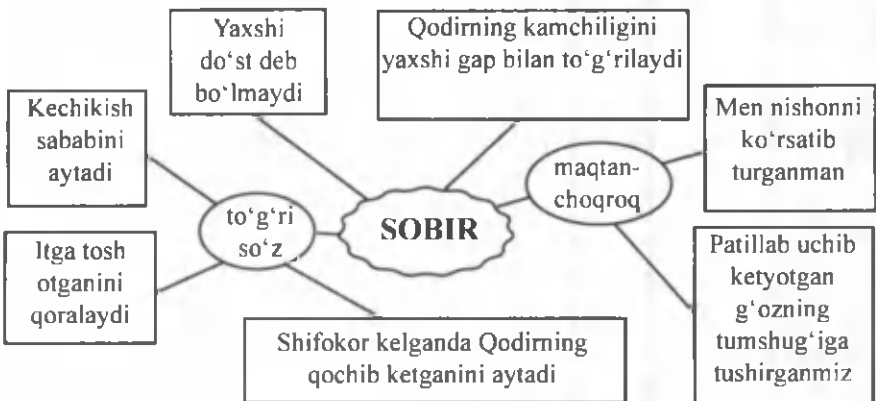 Yaxshi
do‘st deb
bo‘lmaydi
Qodirning kamchiligini
yaxshi gap bilan to‘g‘rilaydi
Kechikish
sababini
aytadi
Men nishonni
ko‘rsatib
turganman
maqtan-
choqroq
to‘g‘ri
so‘z
SOBIR
Itga tosh
otganini
qoralaydi
Patillab uchib
ketyotgan
g‘ozning
tumshug‘iga
tushirganmiz
Shifokor kelganda Qodirning
qochib ketganini aytadi